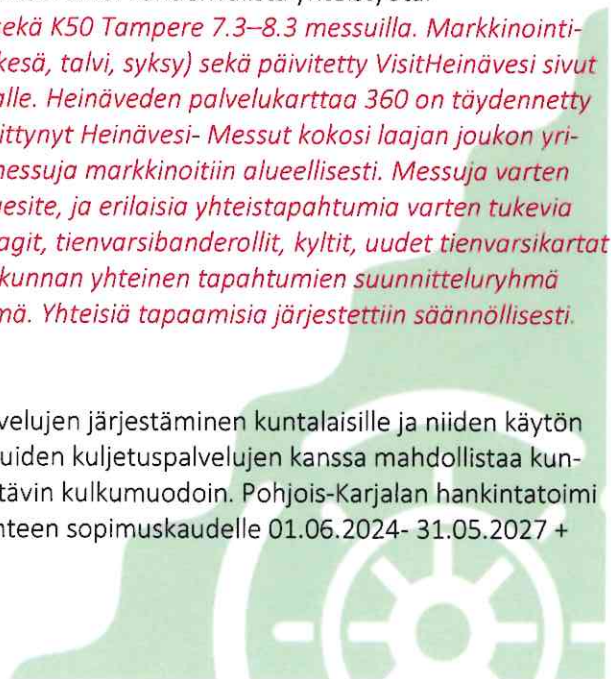 sekä K50 Tampere 7.3–8.3 messuilla. Markkinointi-
kesä, talvi, syksy) sekä päivitetty VisitHeinävesi sivut
alle. Heinäveden palvelukarttaa 360 on täydennetty
ittynyt Heinävesi- Messut kokosi laajan joukon yri-
nessuja markkinoitiin alueellisesti. Messuja varten
esite, ja erilaisia yhteistapahtumia varten tukevia
agit, tienvarsibanderollit, kyltit, uudet tienvarsikartat
kunnan yhteinen tapahtumien suunnitteluryhmä
mä. Yhteisiä tapaamisia järjestettiin säännöllisesti.
velujen järjestäminen kuntalaisille ja niiden käytön
uiden kuljetuspalvelujen kanssa mahdollistaa kun-
tävin kulkumuodoin. Pohjois-Karjalan hankintatoimi
nteen sopimuskaudelle 01.06.2024- 31.05.2027 +